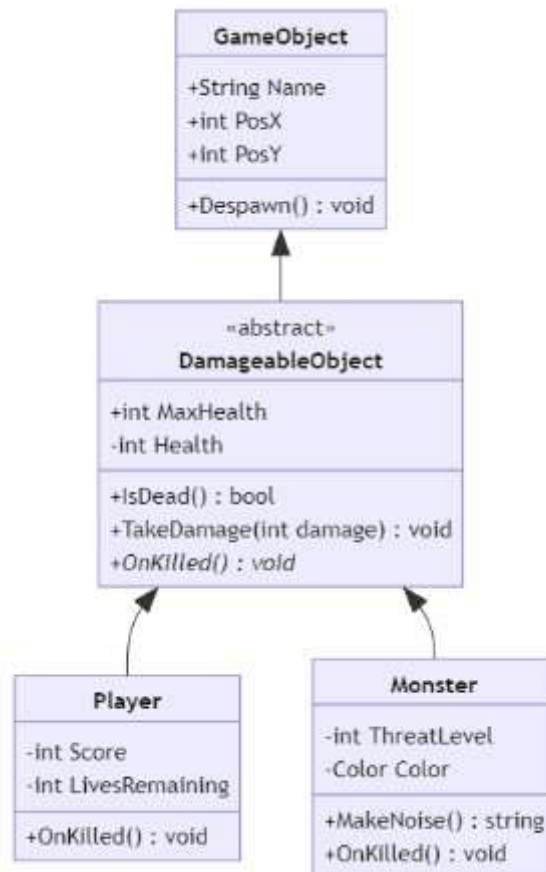 GameObject
+String Name
+int PosX
+int PosY
+Despawn() : void
«abstract»
DamageableObject
+int MaxHealth
-int Health
+IsDead() : bool
+TakeDamage(int damage) : void
+OnKilled() : void
Player
-int Score
-int LivesRemaining
+OnKilled() : void
Monster
-int ThreatLevel
-Color Color
+MakeNoise() : string
+OnKilled() : void